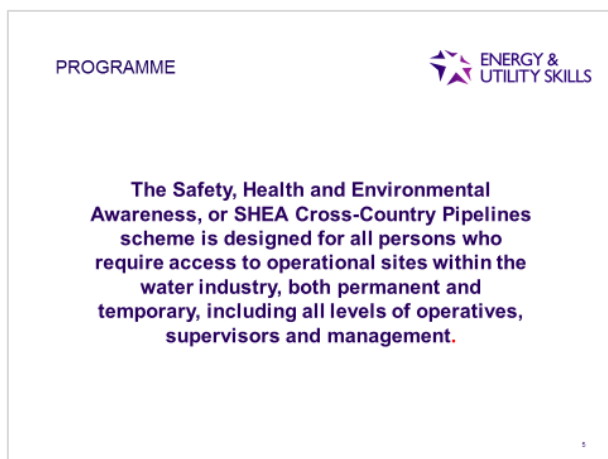 PROGRAMME
ENERGY &
UTILITY SKILLS
The Safety, Health and Environmental
Awareness, or SHEA Cross-Country Pipelines
scheme is designed for all persons who
require access to operational sites within the
water industry, both permanent and
temporary, including all levels of operatives,
supervisors and management.
5